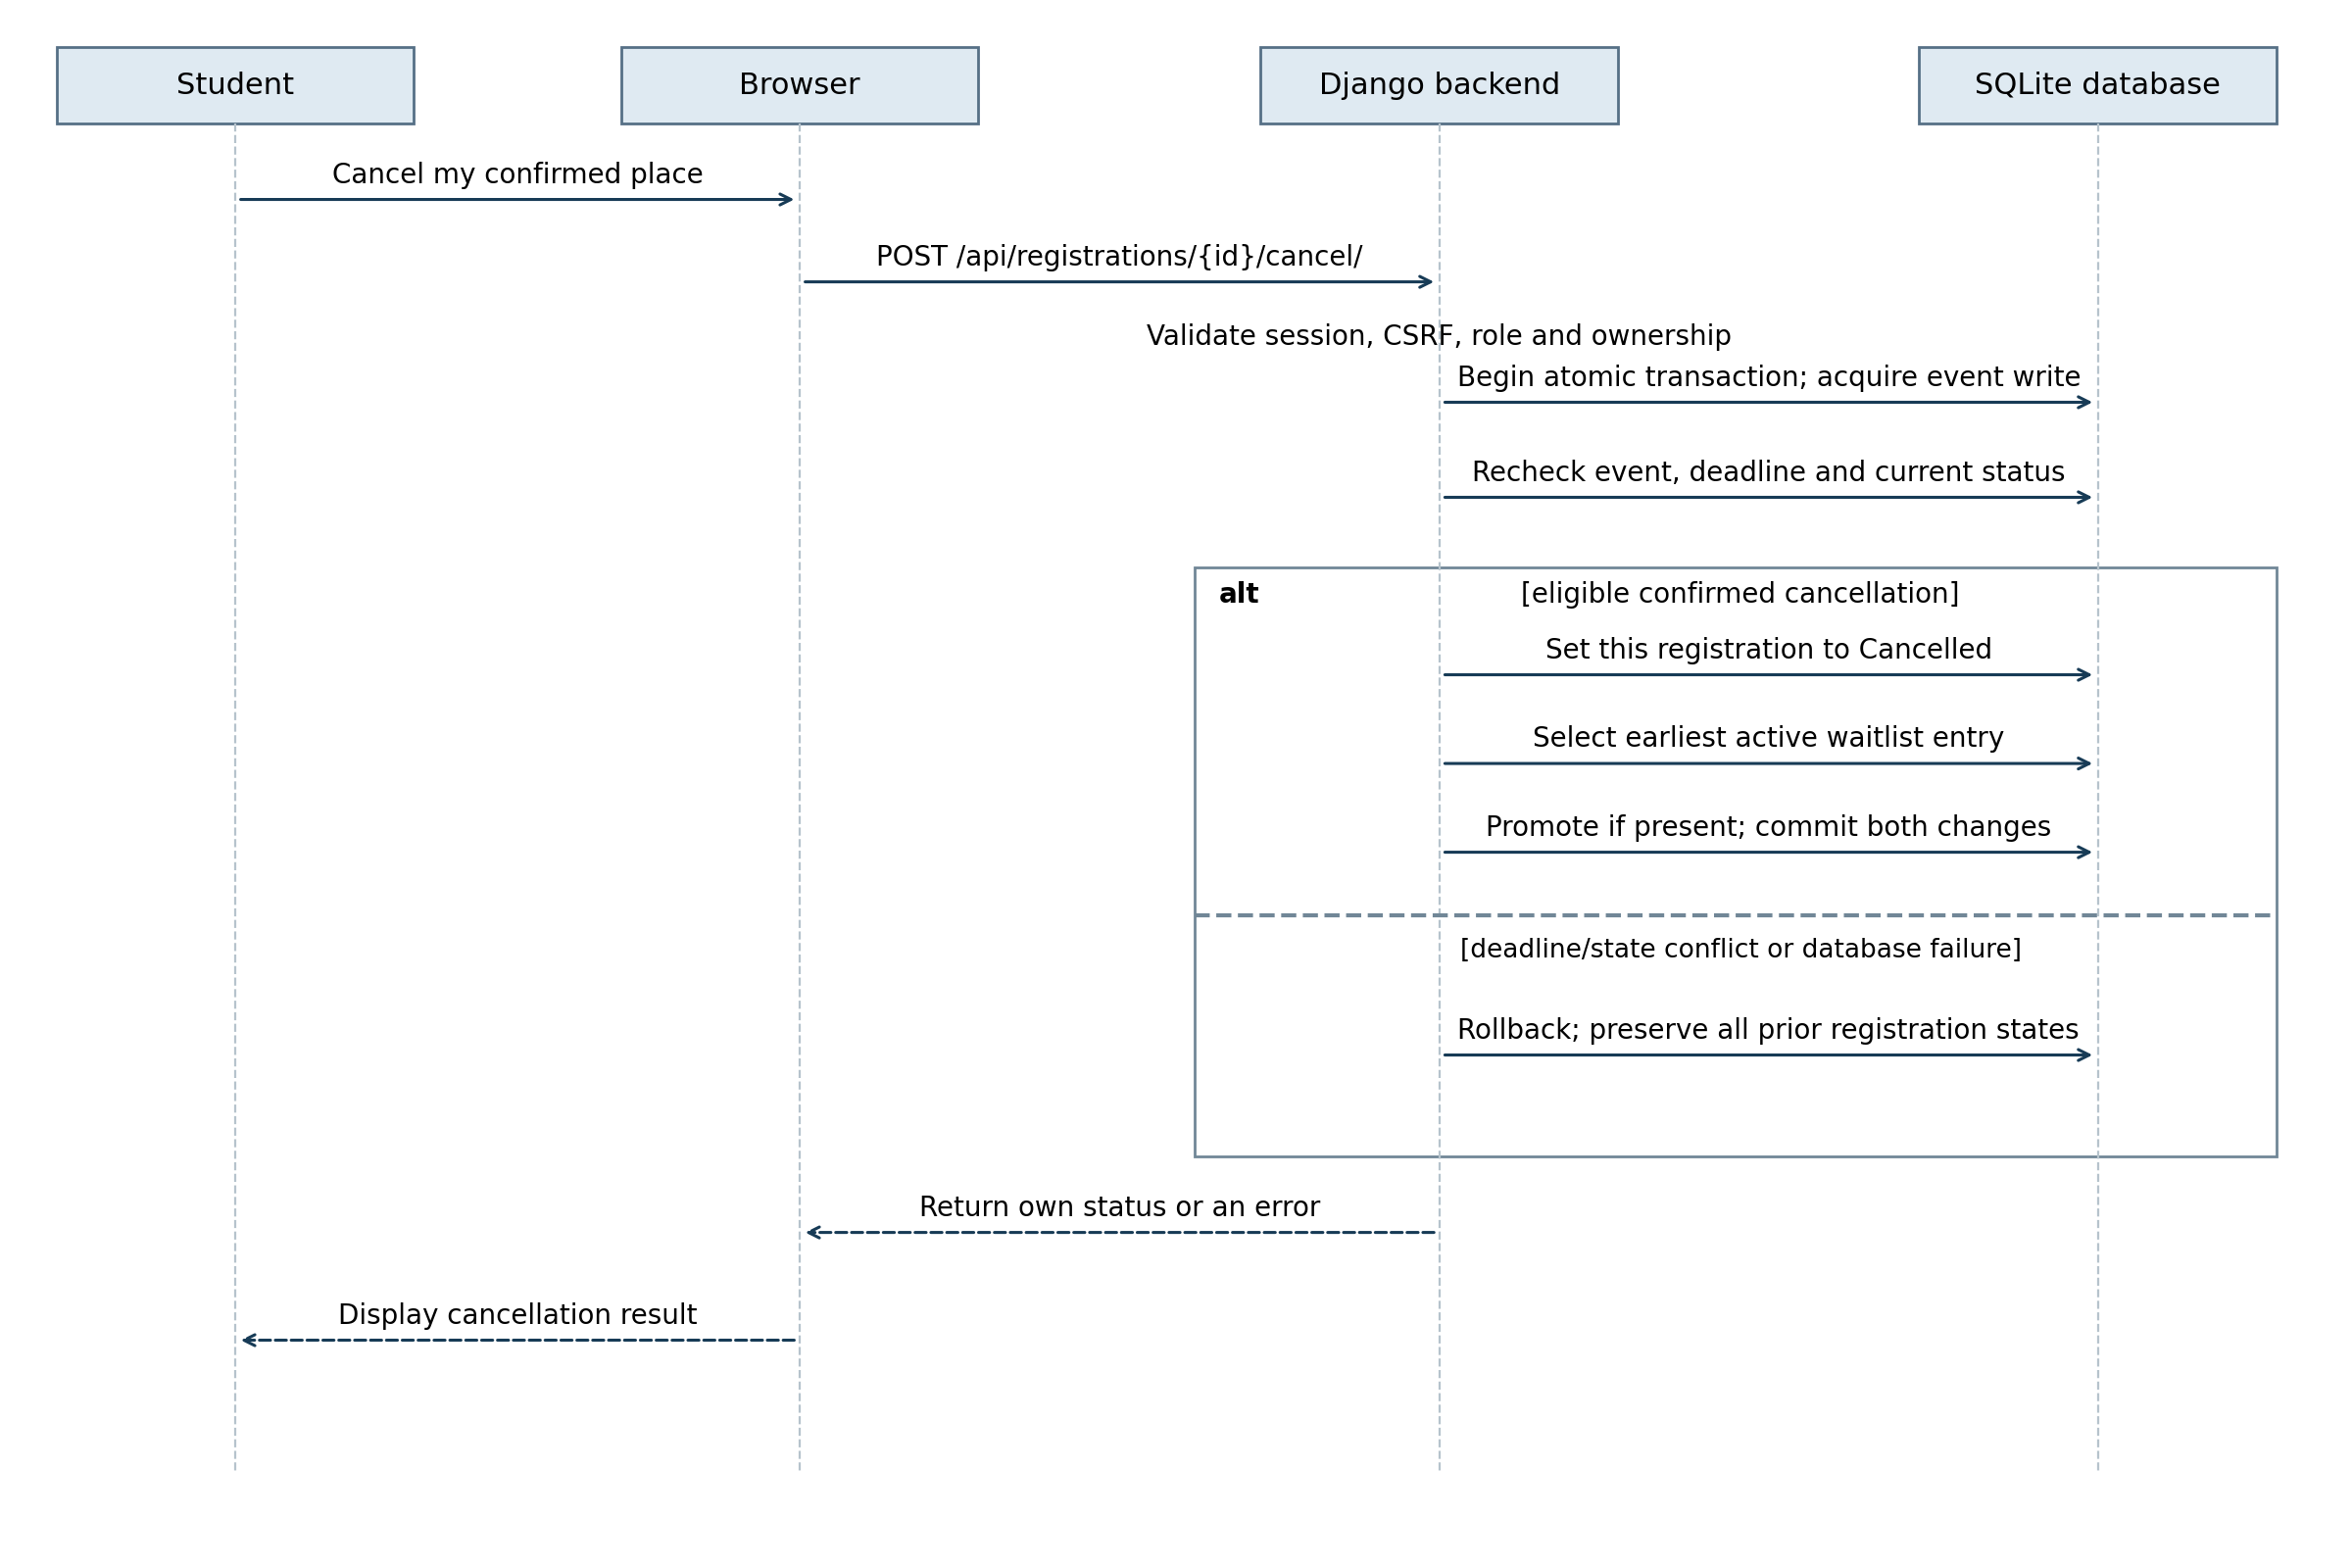 Student
Browser
Django backend
SQLite database
Cancel my confirmed place
POST /api/registrations/{id}/cancel/
Validate session, CSRF, role and ownership
Begin atomic transaction; acquire event write
Recheck event, deadline and current status
alt
[eligible confirmed cancellation]
Set this registration to Cancelled
Select earliest active waitlist entry
Promote if present; commit both changes
[deadline/state conflict or database failure]
Rollback; preserve all prior registration states
Return own status or an error
Display cancellation result